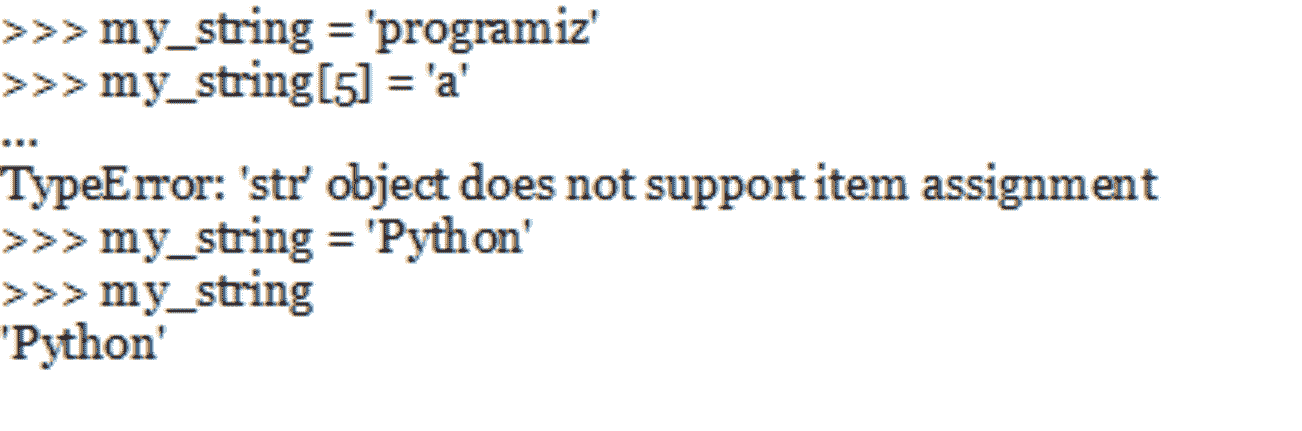 >>> my_string = 'programiz'
>>> my_string[5] = 'a'
...
TypeError: 'str' object does not support item assignment
>>> my_string = 'Python'
>>> my_string
'Python'